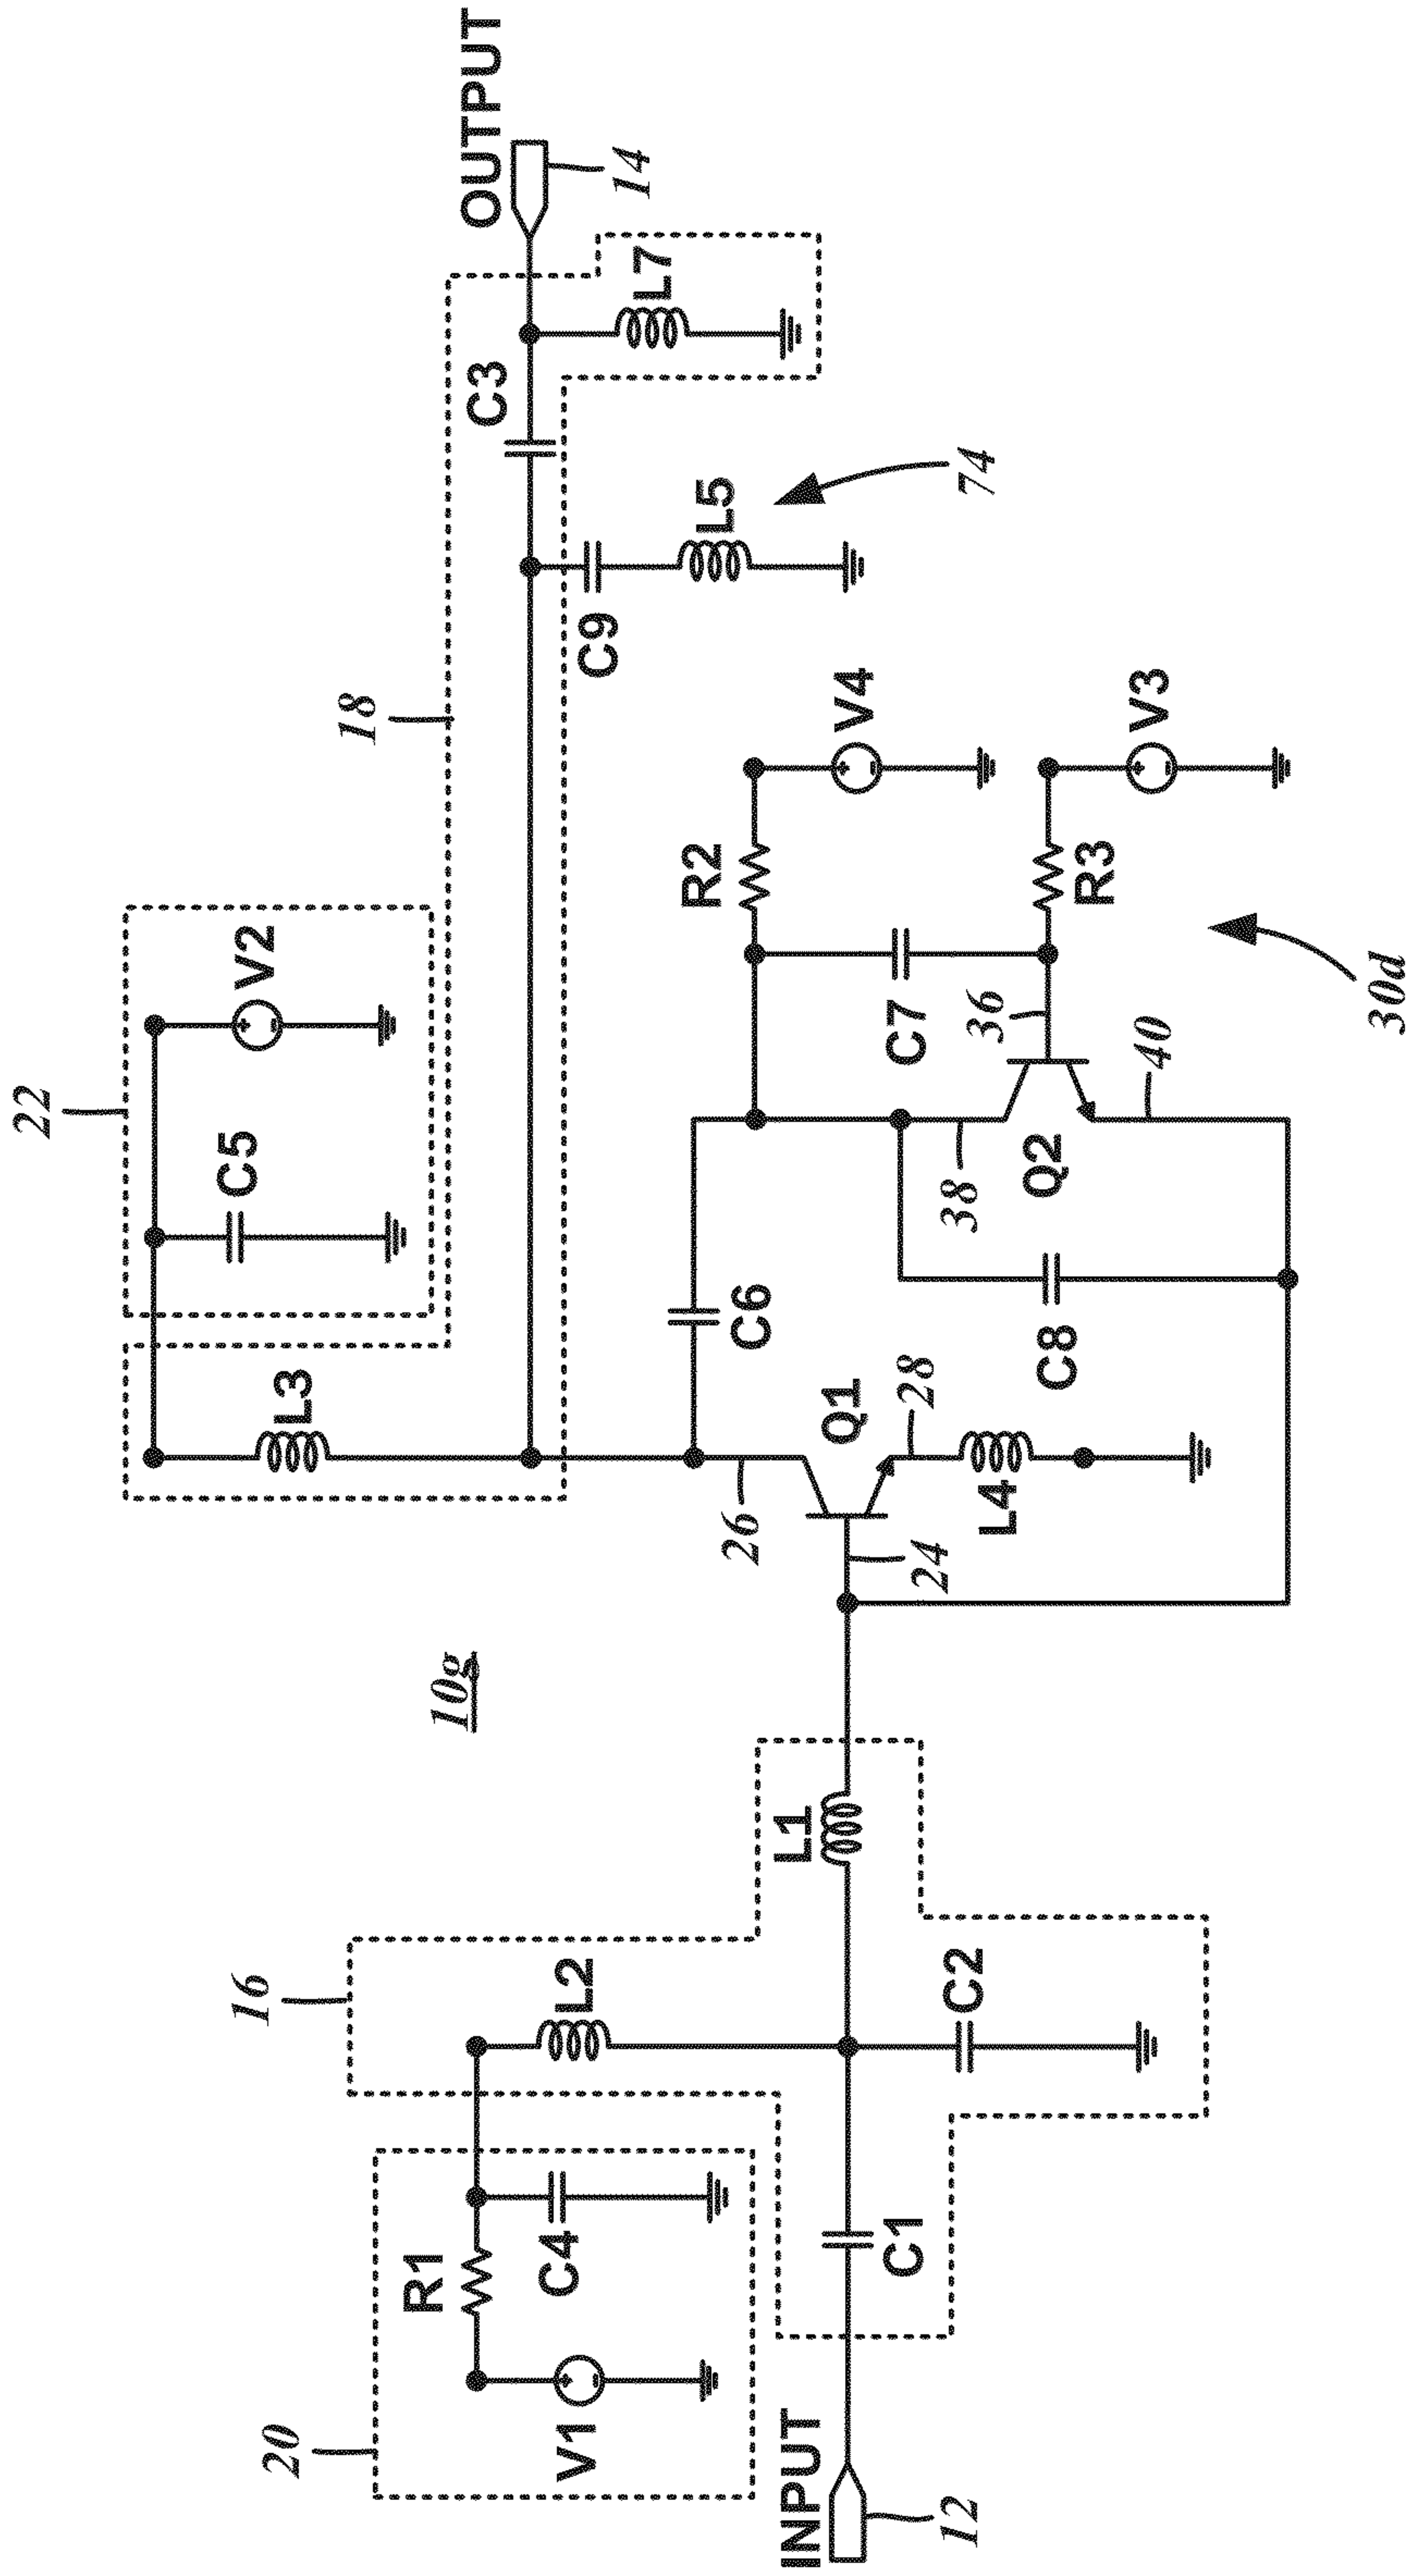 22
C5
V2
L3
18
OUTPUT
14
C3
L7
C9
L5
74
10g
26
C6
Q1
28
L4
24
R2
V4
C7
36
38
Q2
40
C8
R3
V3
30d
16
L2
L1
C2
20
R1
C4
V1
C1
INPUT
12